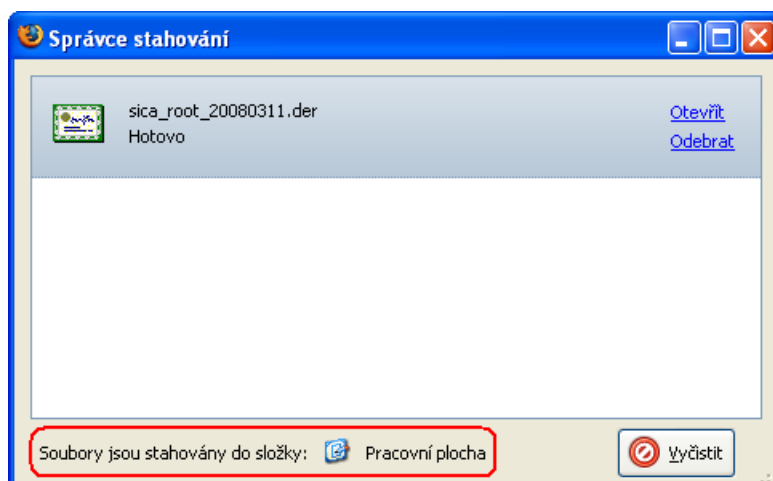 Správce stahování
sica_root_20080311.der
Otevřít
Hotovo
Odebrat
Soubory jsou stahovány do složky: Pracovní plocha
Vyčistit